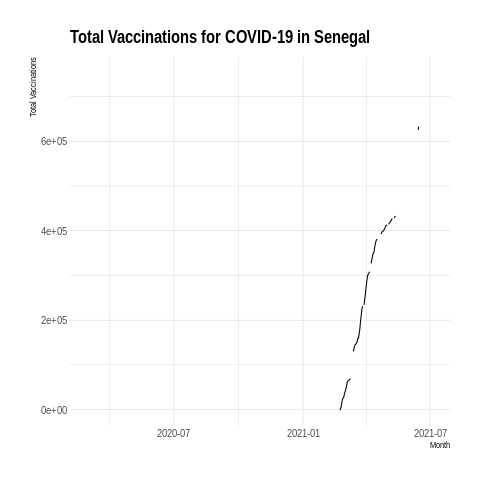 Total Vaccinations for COVID-19 in Senegal
Total Vaccinations
6e+05
4e+05
2e+05
0e+00
2020-07
2021-01
2021-07
Month